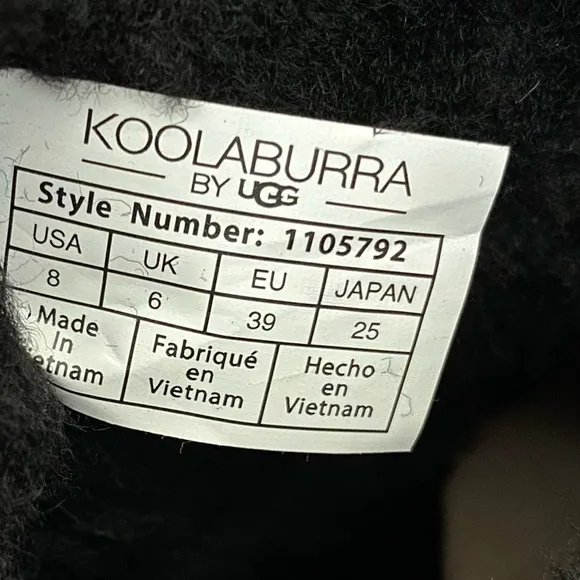 KOOLABURRA
BY UGG
Style Number: 1105792
USA UK EU JAPAN
8 6 39 25
Made Fabriqué Hecho
In en en
Vietnam Vietnam